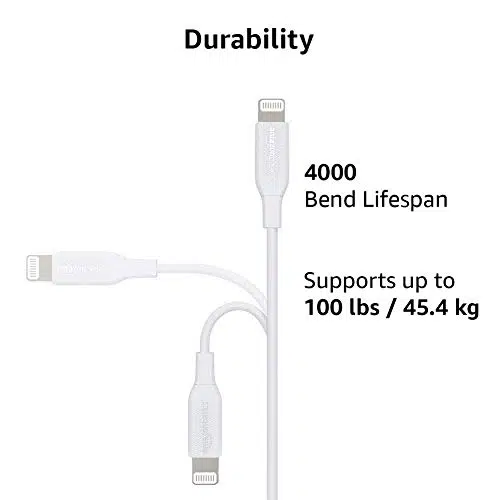 Durability
4000
Bend Lifespan
Supports up to
100 lbs / 45.4 kg